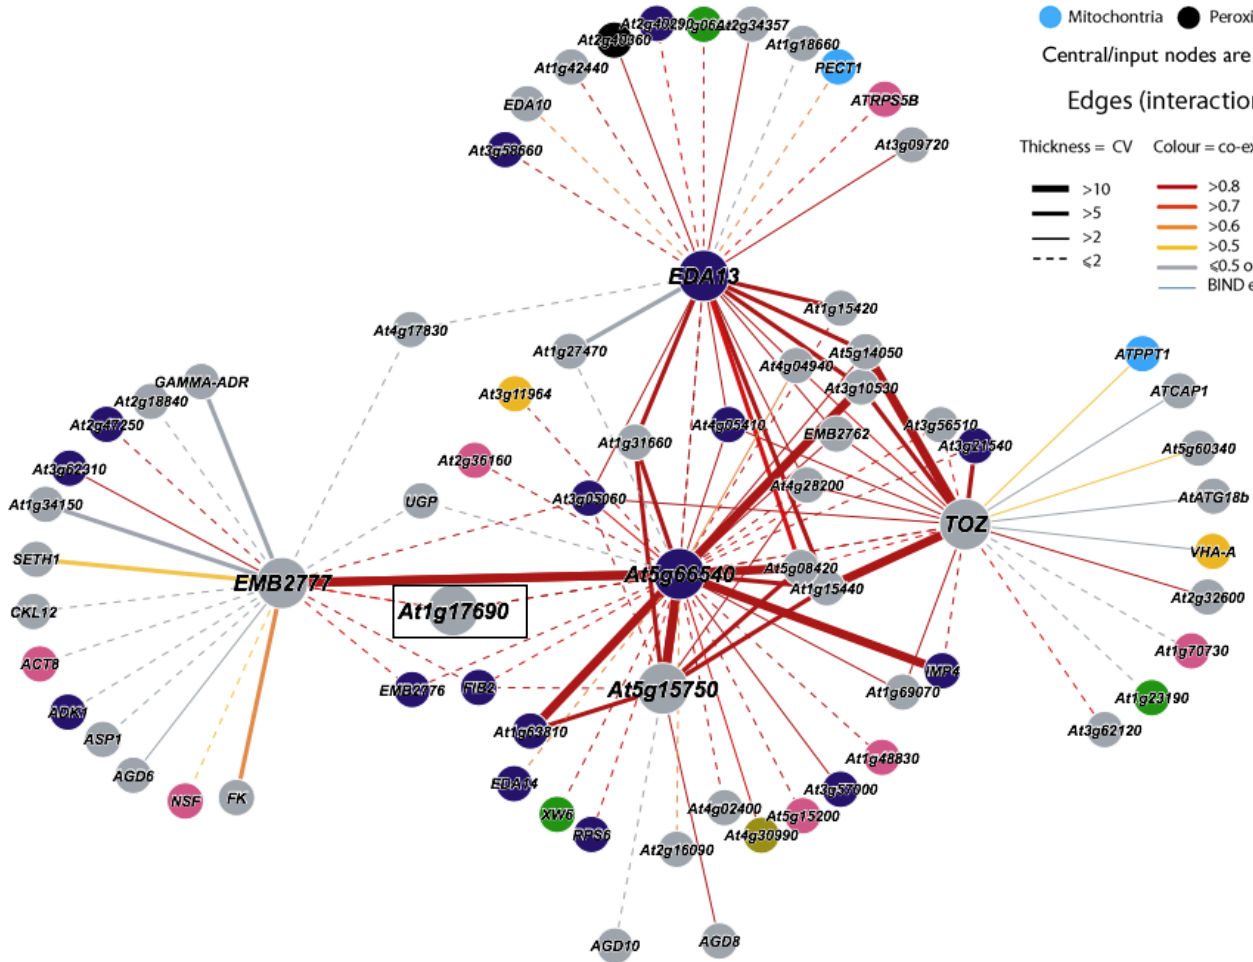 Mitochontria
Peroxi
Central/input nodes are
Edges (interaction
Thickness = CV
Colour = co-ex
>10
>5
>2
⩽2
>0.8
>0.7
>0.6
>0.5
⩽0.5 o
BIND e
At2g40290
At2g34357
At2g40360
At1g18660
At1g42440
PECT1
EDA10
ATRPS5B
At3g58660
At3g09720
EDA13
At4g17830
At1g15420
At1g27470
At5g14050
At4g04940
At3g10530
ATPPT1
GAMMA-ADR
At2g18840
At3g11964
ATCAP1
At2g47250
At4g05410
At3g56510
EMB2762
At3g21540
At1g31660
At5g60340
At3g62310
At2g36160
At4g28200
At1g34150
UGP
At3g05060
AtATG18b
TOZ
SETH1
VHA-A
EMB2777
At5g66540
At5g08420
At1g15440
At2g32600
CKL12
At1g17690
At1g70730
ACT8
EMB2776
FIB2
At5g15750
IMP4
At1g69070
At1g23190
ADK1
ASP1
At1g63810
At3g62120
AGD6
EDA14
At1g48830
At3g57000
NSF
FK
XW6
At4g02400
At5g15200
RPS6
At4g30990
At2g16090
AGD10
AGD8